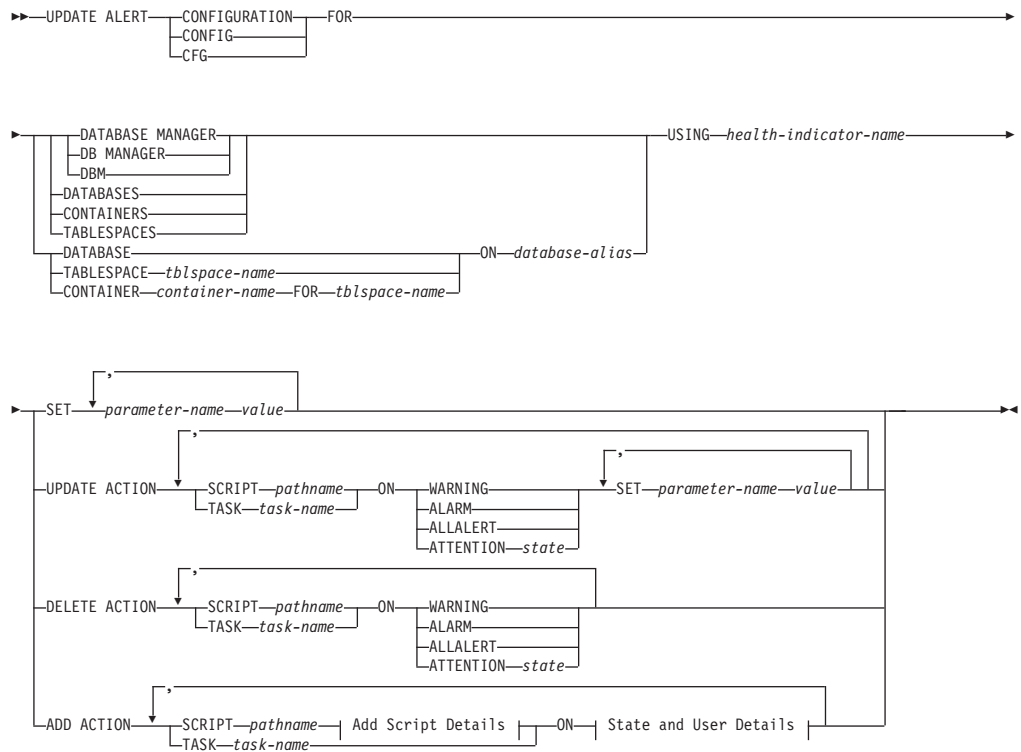 UPDATE ALERT CONFIGURATION FOR
CONFIG
CFG
DATABASE MANAGER USING health-indicator-name
DB MANAGER
DBM
DATABASES
CONTAINERS
TABLESPACES
DATABASE ON database-alias
TABLESPACE tblspace-name
CONTAINER container-name FOR tblspace-name
,
SET parameter-name value
,
,
UPDATE ACTION SCRIPT pathname ON WARNING SET parameter-name value
TASK task-name ALARM
ALLALERT
ATTENTION state
,
DELETE ACTION SCRIPT pathname ON WARNING
TASK task-name ALARM
ALLALERT
ATTENTION state
,
ADD ACTION SCRIPT pathname Add Script Details ON State and User Details
TASK task-name